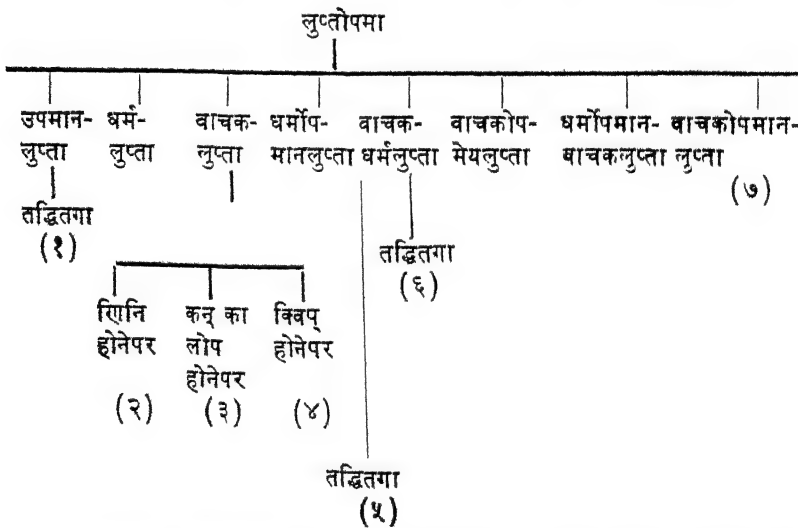 लुप्तोपमा
उपमान- धर्म- वाचक- धर्मोप- वाचक- वाचकोप- धर्मोपमान- वाचकोपमान-
लुप्ता लुप्ता लुप्ता मानलुप्ता धर्मलुप्ता मेयलुप्ता वाचकलुप्ता लुप्ता
(७)
तद्धितगा
(१)
तद्धितगा
(६)
णिनि कन् का क्विप्
होनेपर लोप होनेपर
होनेपर
(२) (३) (४)
तद्धितगा
(५)